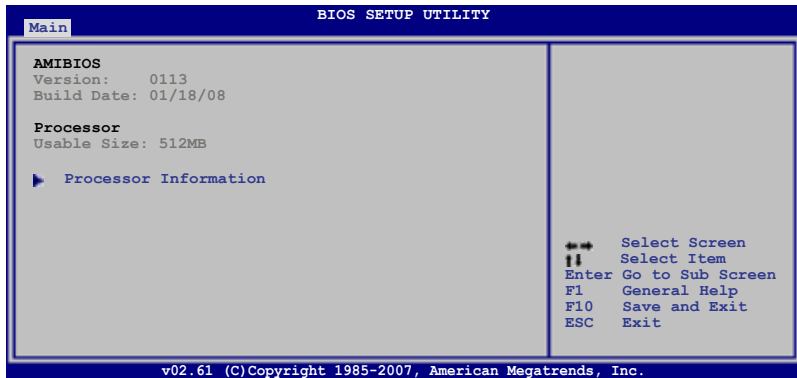 BIOS SETUP UTILITY
Main
AMIBIOS
Version: 0113
Build Date: 01/18/08
Processor
Usable Size: 512MB
Processor Information
Select Screen
Select Item
Enter Go to Sub Screen
F1 General Help
F10 Save and Exit
ESC Exit
v02.61 (C)Copyright 1985-2007, American Megatrends, Inc.